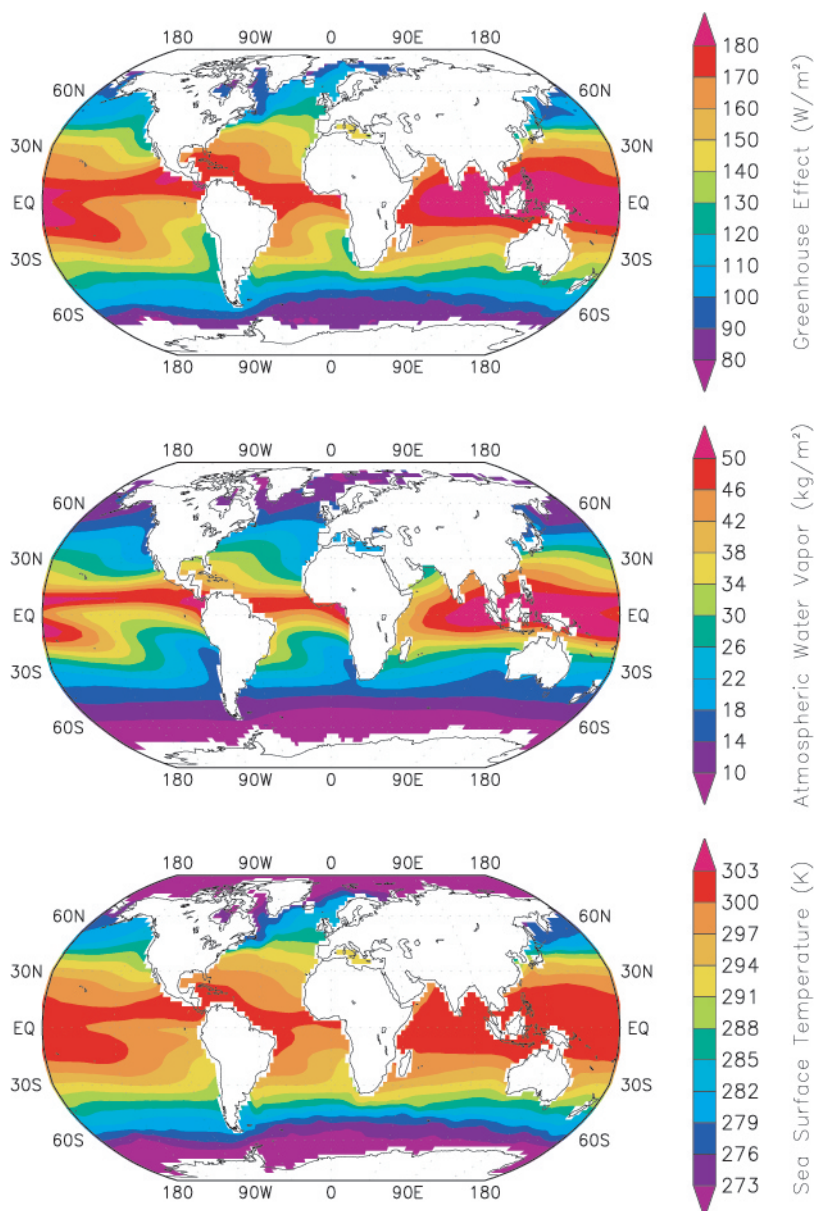 180 90W 0 90E 180
60N
30N
EQ
30S
60S
60N
30N
EQ
30S
60S
180 90W 0 90E 180
180
170
160
150
140
130
120
110
100
90
80
Greenhouse Effect (W/m²)
180 90W 0 90E 180
60N
30N
EQ
30S
60S
60N
30N
EQ
30S
60S
180 90W 0 90E 180
50
46
42
38
34
30
26
22
18
14
10
Atmospheric Water Vapor (kg/m²)
180 90W 0 90E 180
60N
30N
EQ
30S
60S
60N
30N
EQ
30S
60S
180 90W 0 90E 180
303
300
297
294
291
288
285
282
279
276
273
Sea Surface Temperature (K)